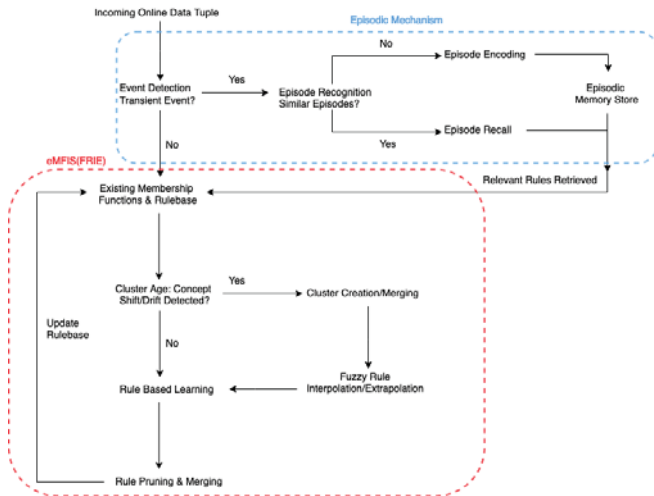 Incoming Online Data Tuple
Episodic Mechanism
No
Episode Encoding
Event Detection
Transient Event?
Yes
Episode Recognition
Similar Episodes?
Episodic
Memory Store
Yes
Episode Recall
No
eMFIS(FRIE)
Relevant Rules Retrieved
Existing Membership
Functions & Rulebase
Cluster Age: Concept
Shift/Drift Detected?
Yes
Cluster Creation/Merging
Update
Rulebase
No
Rule Based Learning
Fuzzy Rule
Interpolation/Extrapolation
Rule Pruning & Merging